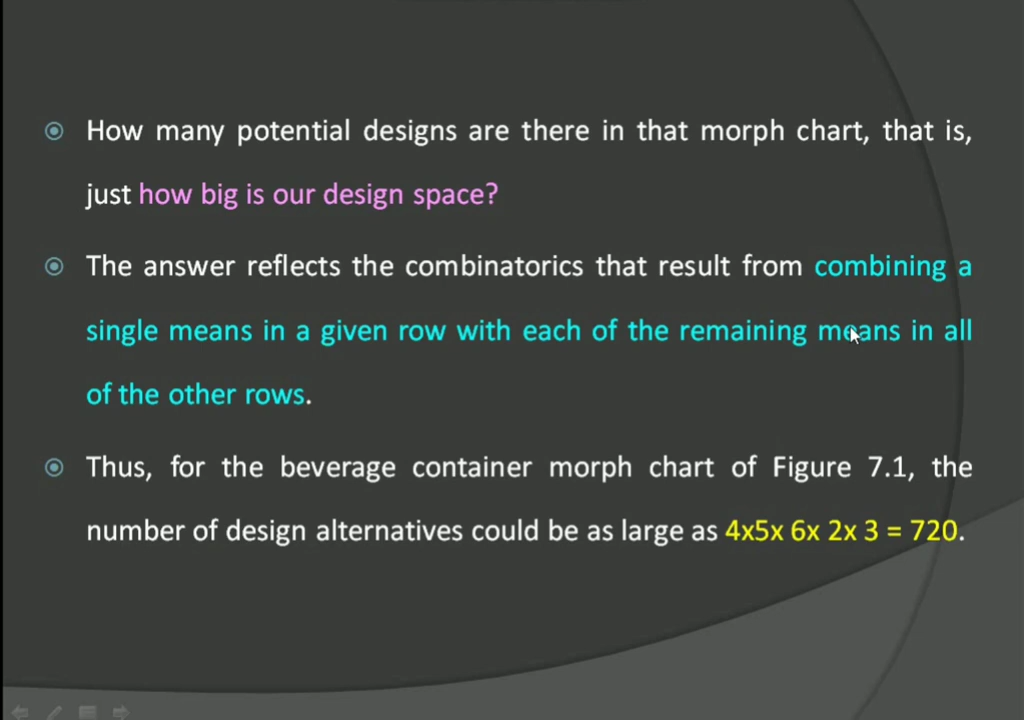 How many potential designs are there in that morph chart, that is,
just how big is our design space?
The answer reflects the combinatorics that result from combining a
single means in a given row with each of the remaining means in all
of the other rows.
Thus, for the beverage container morph chart of Figure 7.1, the
number of design alternatives could be as large as 4x5x 6x 2x 3 = 720.